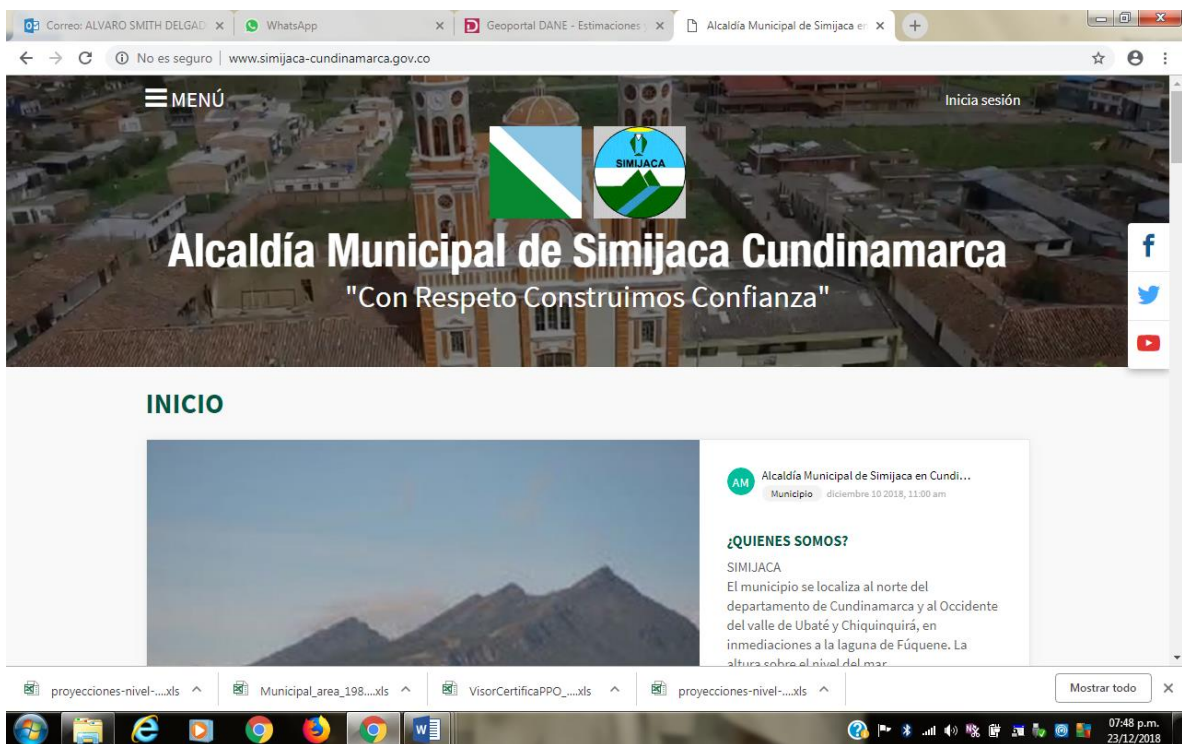 Correo: ALVARO SMITH DELGAD
WhatsApp
Geoportal DANE - Estimaciones
Alcaldía Municipal de Simijaca en
No es seguro | www.simijaca-cundinamarca.gov.co
MENÚ
Inicia sesión
SIMIJACA
Alcaldía Municipal de Simijaca Cundinamarca
"Con Respeto Construimos Confianza"
INICIO
AM
Alcaldía Municipal de Simijaca en Cundi...
Municipio diciembre 10 2018, 11:00 am
¿QUIENES SOMOS?
SIMIJACA
El municipio se localiza al norte del
departamento de Cundinamarca y al Occidente
del valle de Ubaté y Chiquinquirá, en
inmediaciones a la laguna de Fúquene. La
altura sobre el nivel del mar
proyecciones-nivel-....xls
Municipal_area_198....xls
VisorCertificaPPO_....xls
proyecciones-nivel-....xls
Mostrar todo
07:48 p.m.
23/12/2018